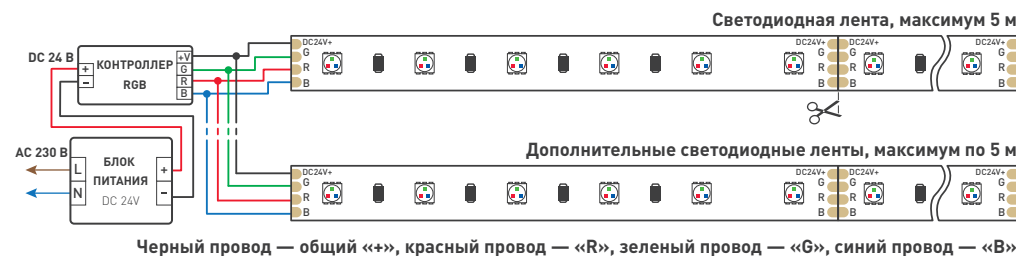 Светодиодная лента, максимум 5 м
DC 24 В
+
−
КОНТРОЛЛЕР
RGB
+V
G
R
B
DC24V+
G
R
B
DC24V+
G
R
B
DC24V+
G
R
B
AC 230 В
L
N
БЛОК
ПИТАНИЯ
DC 24V
+
−
Дополнительные светодиодные ленты, максимум по 5 м
DC24V+
G
R
B
DC24V+
G
R
B
DC24V+
G
R
B
Черный провод — общий «+», красный провод — «R», зеленый провод — «G», синий провод — «B»